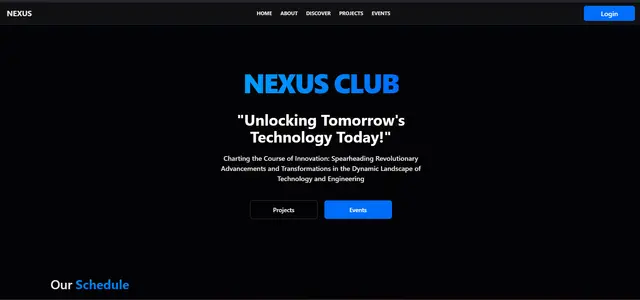 NEXUS
HOME ABOUT DISCOVER PROJECTS EVENTS
Login
NEXUS CLUB
"Unlocking Tomorrow's
Technology Today!"
Charting the Course of Innovation: Spearheading Revolutionary
Advancements and Transformations in the Dynamic Landscape of
Technology and Engineering
Projects
Events
Our Schedule